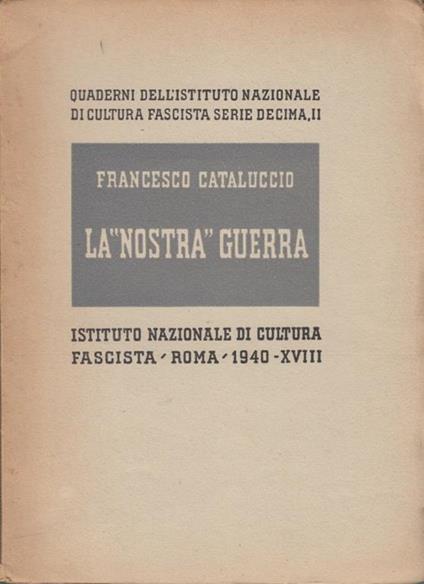 QUADERNI DELL'ISTITUTO NAZIONALE
DI CULTURA FASCISTA SERIE DECIMA, II
FRANCESCO CATALUCCIO
LA "NOSTRA" GUERRA
ISTITUTO NAZIONALE DI CULTURA
FASCISTA - ROMA - 1940 - XVIII